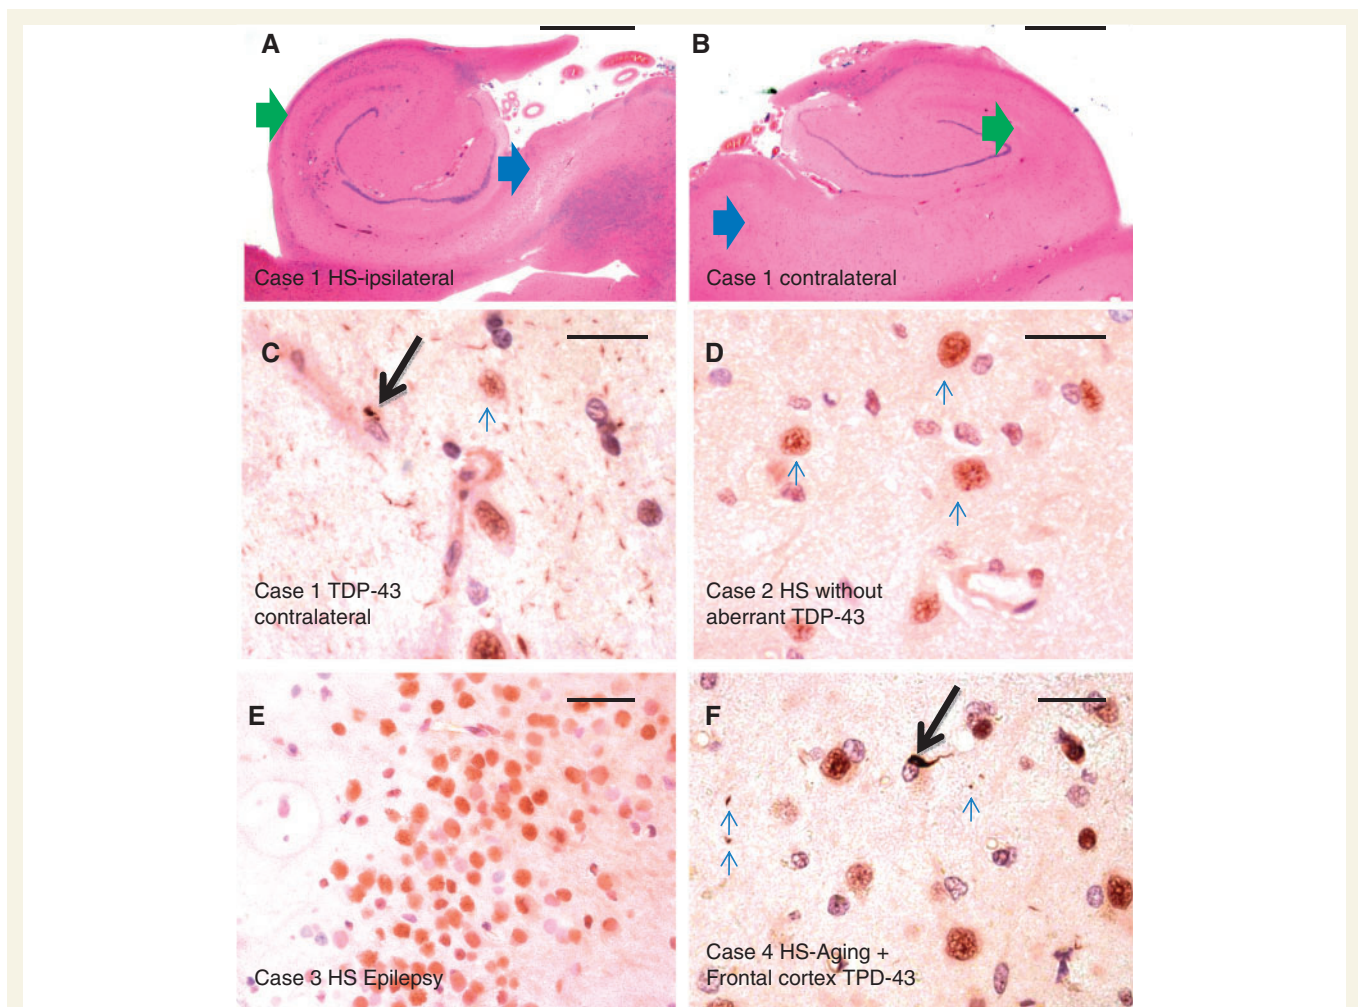 A
B
Case 1 HS-ipsilateral
Case 1 contralateral
C
D
Case 1 TDP-43
contralateral
Case 2 HS without
aberrant TDP-43
E
F
Case 3 HS Epilepsy
Case 4 HS-Aging +
Frontal cortex TPD-43